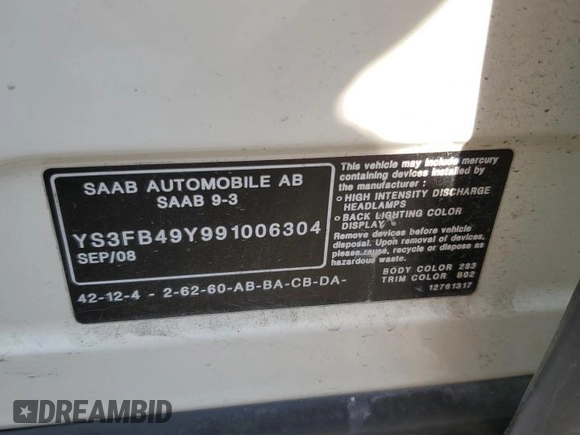 SAAB AUTOMOBILE AB
SAAB 9-3
YS3FB49Y991006304
SEP/08
42-12-4 - 2-62-60-AB-BA-CB-DA-
This vehicle may include mercury
containing devices installed by
the manufacturer :
o HIGH INTENSITY DISCHARGE
HEADLAMPS
o BACK LIGHTING COLOR
DISPLAY
Remove devices before vehicle
disposal. Upon removal of devices,
please reuse, recycle or dispose as
hazardous waste.
BODY COLOR 283
TRIM COLOR B02
12781317
DREAMBID